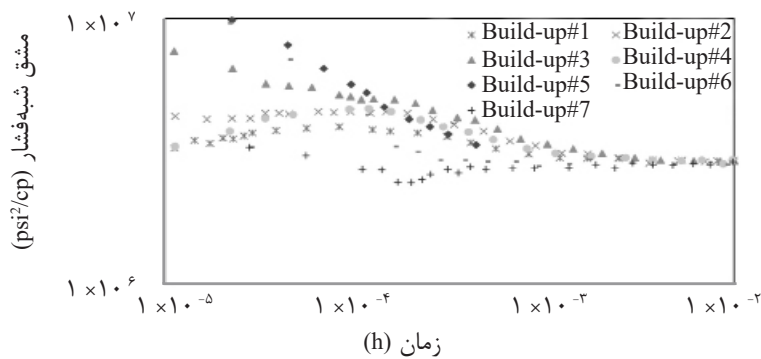 ۱ ×۱۰ ۷
Build-up#1 Build-up#2
Build-up#3 Build-up#4
Build-up#5 Build-up#6
Build-up#7
مشتق شبه‌فشار (psi²/cp)
۱ ×۱۰ ۶
۱ ×۱۰ -۵ ۱ ×۱۰ -۴ ۱ ×۱۰ -۳ ۱ ×۱۰ -۲
زمان (h)